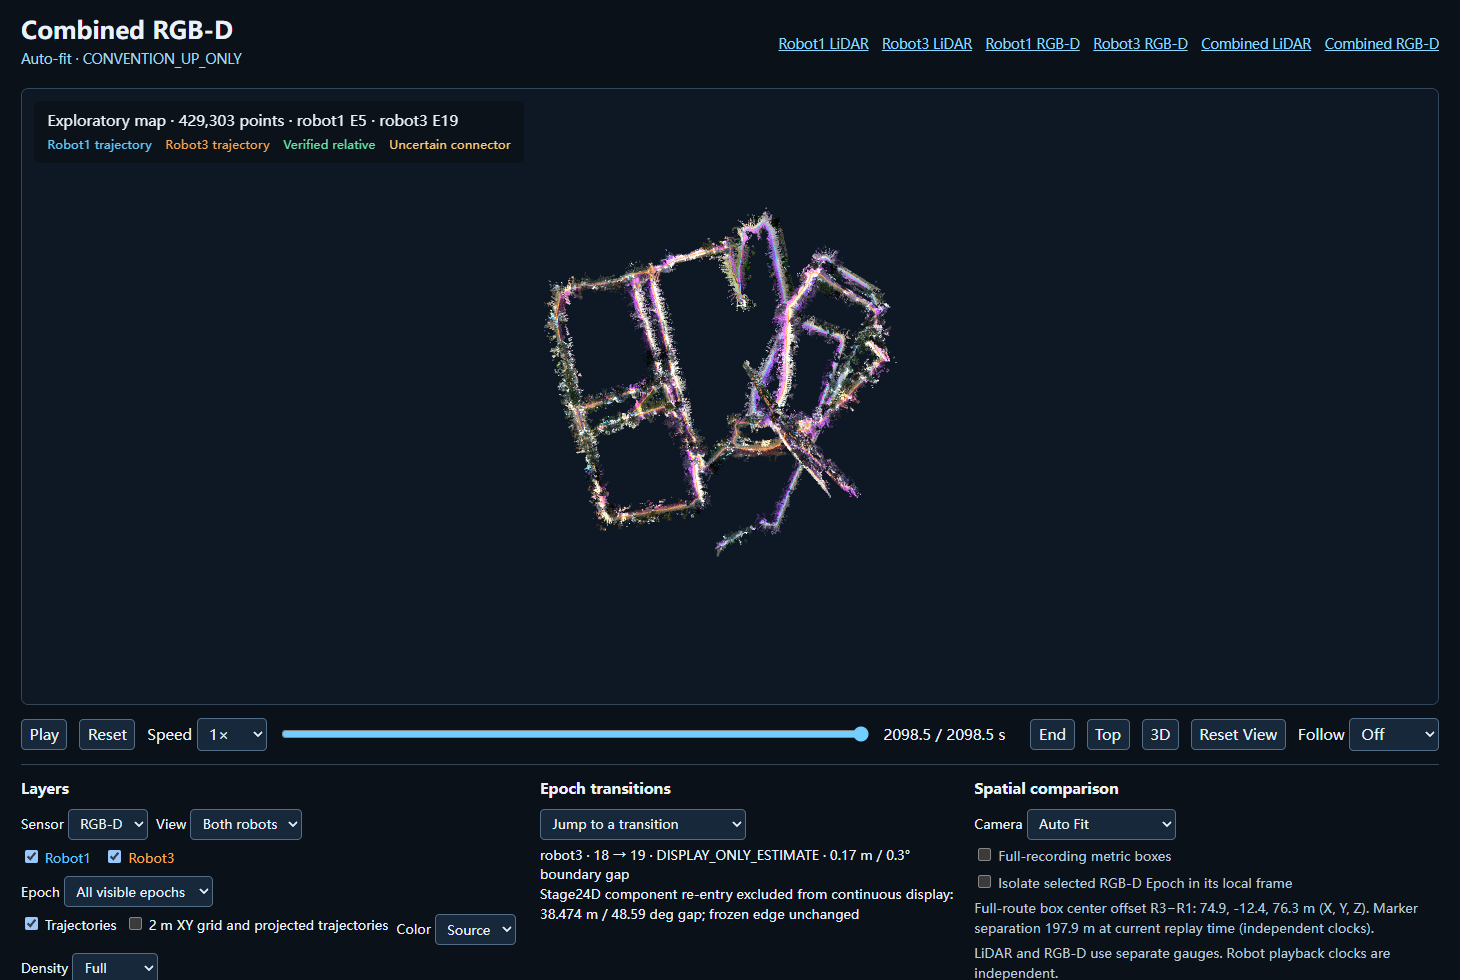 Combined RGB-D
Auto-fit · CONVENTION_UP_ONLY
Robot1 LiDAR Robot3 LiDAR Robot1 RGB-D Robot3 RGB-D Combined LiDAR Combined RGB-D
Exploratory map · 429,303 points · robot1 E5 · robot3 E19
Robot1 trajectory Robot3 trajectory Verified relative Uncertain connector
Play Reset Speed 1× 2098.5 / 2098.5 s End Top 3D Reset View Follow Off
Layers
Sensor RGB-D View Both robots
Robot1 Robot3
Epoch All visible epochs
Trajectories 2 m XY grid and projected trajectories Color Source
Density Full
Epoch transitions
Jump to a transition
robot3 · 18 → 19 · DISPLAY_ONLY_ESTIMATE · 0.17 m / 0.3°
boundary gap
Stage24D component re-entry excluded from continuous display:
38.474 m / 48.59 deg gap; frozen edge unchanged
Spatial comparison
Camera Auto Fit
Full-recording metric boxes
Isolate selected RGB-D Epoch in its local frame
Full-route box center offset R3−R1: 74.9, -12.4, 76.3 m (X, Y, Z). Marker
separation 197.9 m at current replay time (independent clocks).
LiDAR and RGB-D use separate gauges. Robot playback clocks are
independent.